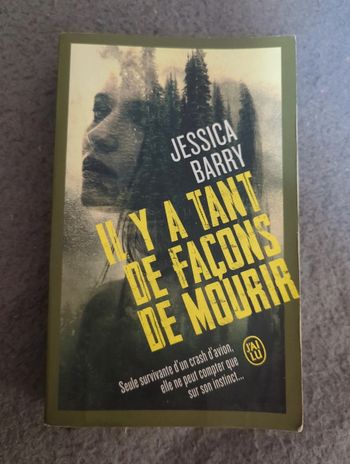 JESSICA
BARRY
IL Y A TANT
DE FAÇONS
DE MOURIR
J'AI
LU
Seule survivante d'un crash d'avion,
elle ne peut compter que
sur son instinct...